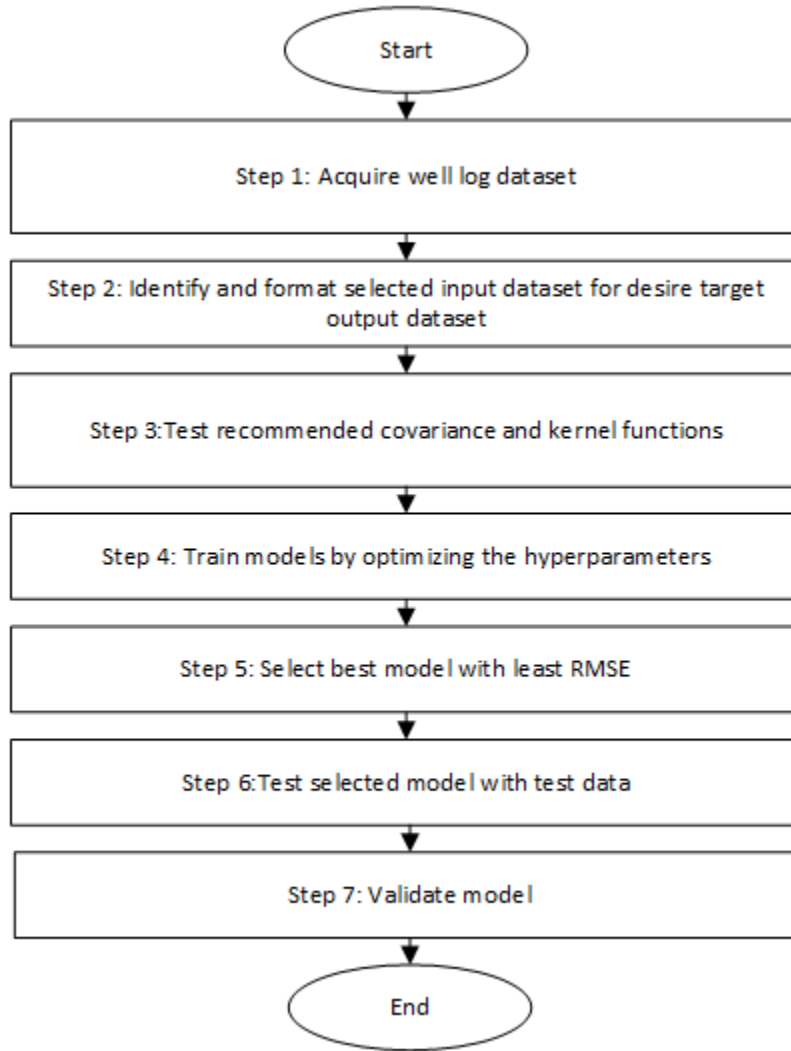 Start
Step 1: Acquire well log dataset
Step 2: Identify and format selected input dataset for desire target
output dataset
Step 3:Test recommended covariance and kernel functions
Step 4: Train models by optimizing the hyperparameters
Step 5: Select best model with least RMSE
Step 6:Test selected model with test data
Step 7: Validate model
End